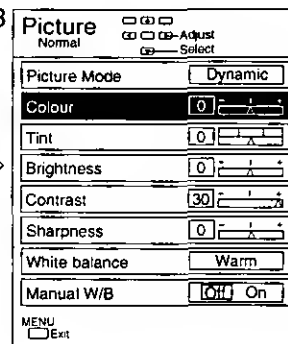 3
Picture
Normal
Adjust
Select
Picture Mode Dynamic
Colour 0 - +
Tint 0
Brightness 0 - +
Contrast 30 - +
Sharpness 0 - +
White balance Warm
Manual W/B Off On
MENU
Exit